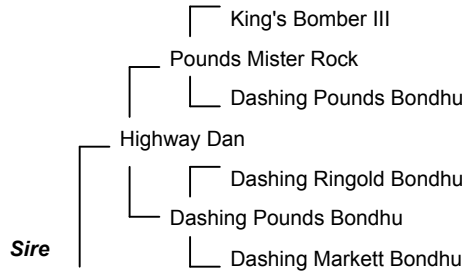 King's Bomber III
Pounds Mister Rock
Dashing Pounds Bondhu
Highway Dan
Dashing Ringold Bondhu
Dashing Pounds Bondhu
Sire
Dashing Markett Bondhu